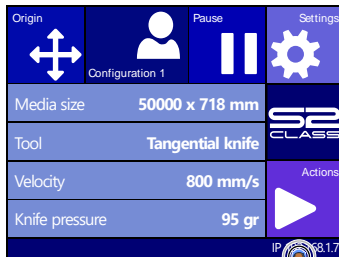 Origin
Configuration 1
Pause
Settings
Media size 50000 x 718 mm
Tool Tangential knife
S2
CLASS
Velocity 800 mm/s
Actions
Knife pressure 95 gr
IP